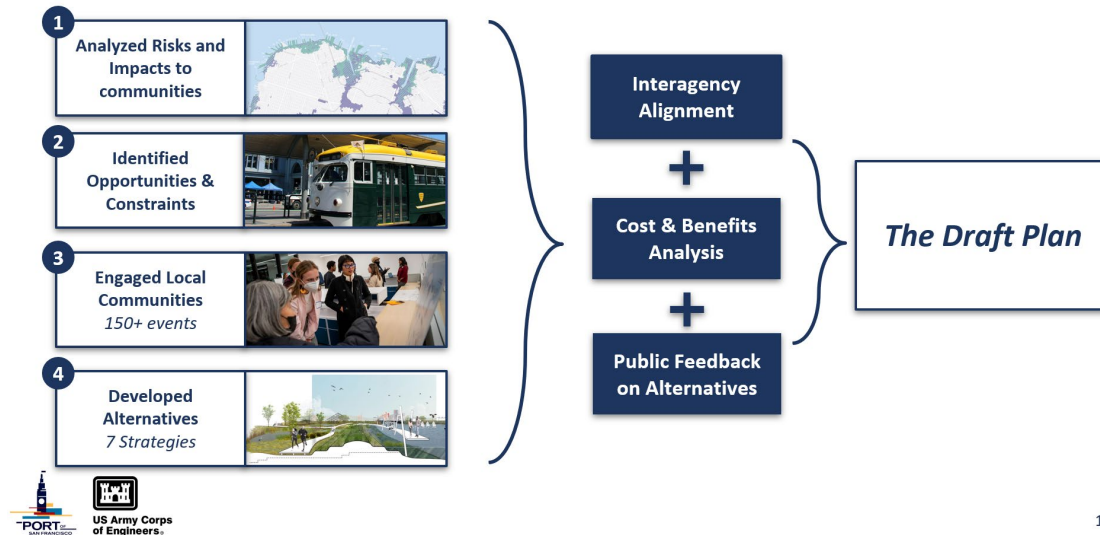 1
Analyzed Risks and
Impacts to
communities
2
Identified
Opportunities &
Constraints
3
Engaged Local
Communities
150+ events
4
Developed
Alternatives
7 Strategies
Interagency
Alignment
+
Cost & Benefits
Analysis
+
Public Feedback
on Alternatives
The Draft Plan
PORT OF
SAN FRANCISCO
US Army Corps
of Engineers®
1